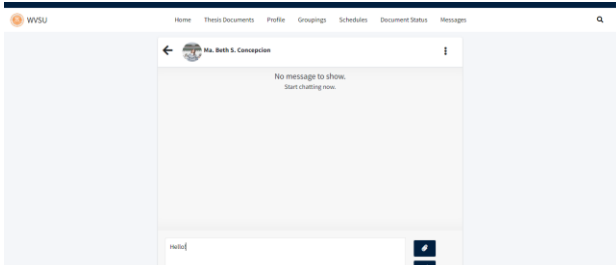 WVSU
Home Thesis Documents Profile Groupings Schedules Document Status Messages
Ma. Beth S. Concepcion
No message to show.
Start chatting now.
Hello!